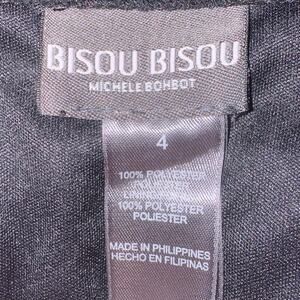 BISOU BISOU
MICHELE BOHBOT
4
100% POLYESTER
POLIESTER
100% POLYESTER
POLIESTER
MADE IN PHILIPPINES
HECHO EN FILIPINAS